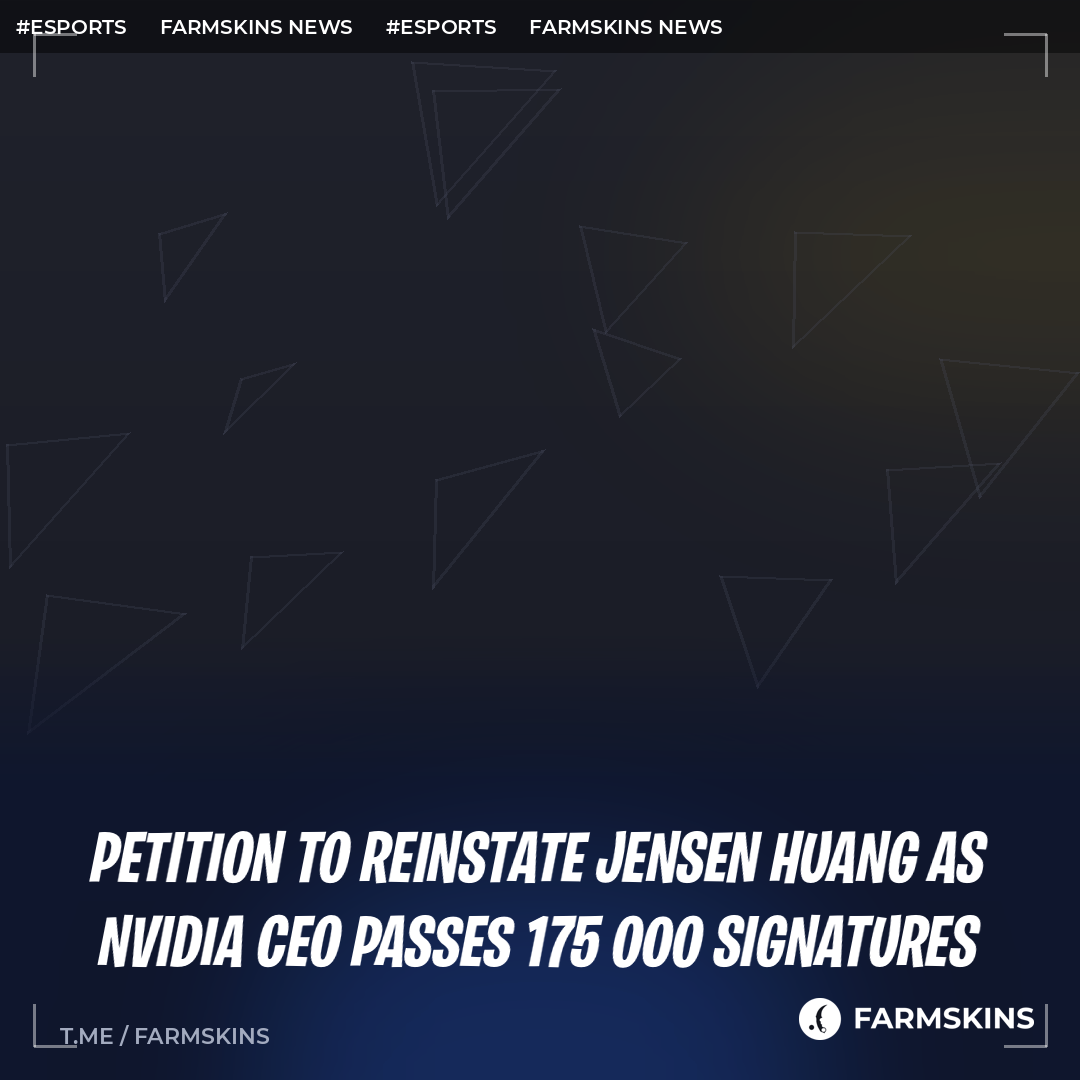 #ESPORTS FARMSKINS NEWS #ESPORTS FARMSKINS NEWS
PETITION TO REINSTATE JENSEN HUANG AS
NVIDIA CEO PASSES 175 000 SIGNATURES
T.ME / FARMSKINS
FARMSKINS